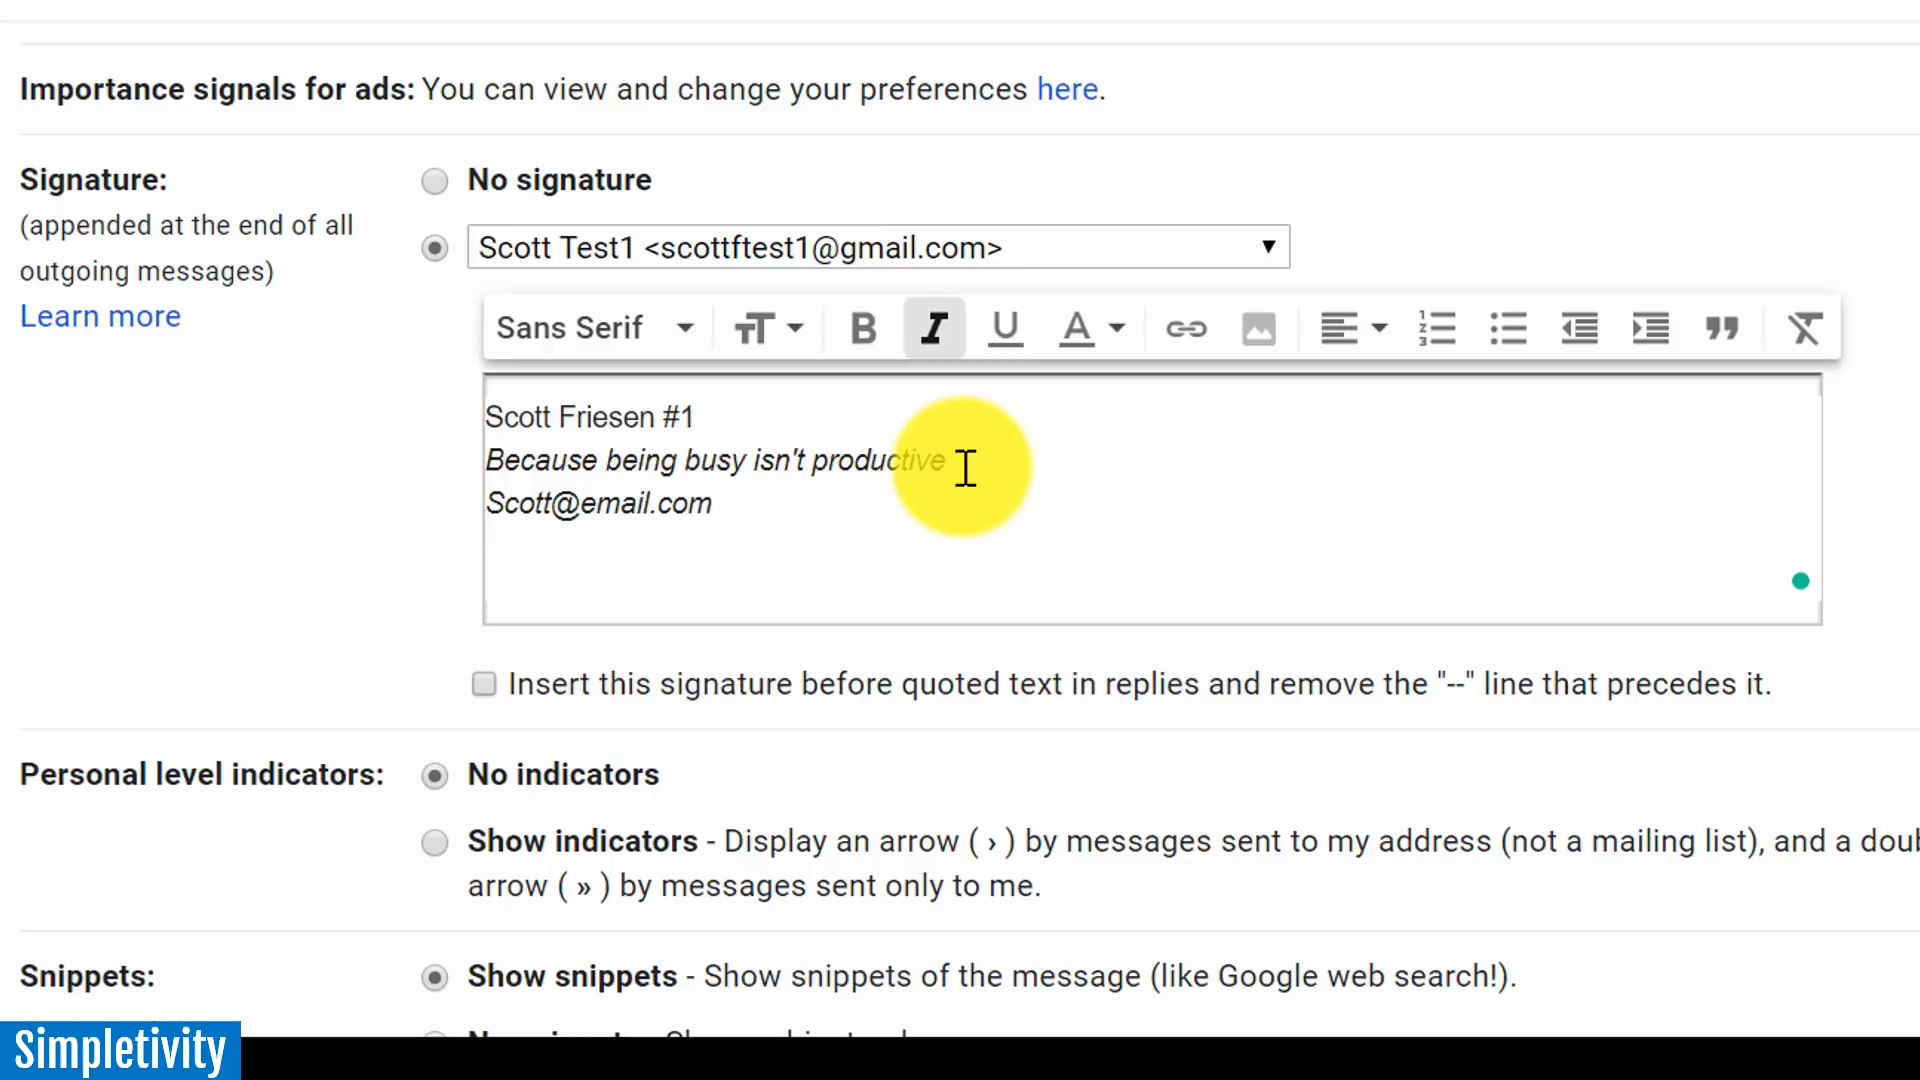 Importance signals for ads: You can view and change your preferences here.
Signature:
(appended at the end of all
outgoing messages)
Learn more
No signature
Scott Test1 <scottftest1@gmail.com>
Sans Serif
Scott Friesen #1
Because being busy isn't productive
Scott@email.com
Insert this signature before quoted text in replies and remove the "--" line that precedes it.
Personal level indicators:
No indicators
Show indicators - Display an arrow ( › ) by messages sent to my address (not a mailing list), and a doub
arrow ( » ) by messages sent only to me.
Snippets:
Show snippets - Show snippets of the message (like Google web search!).
Simpletivity